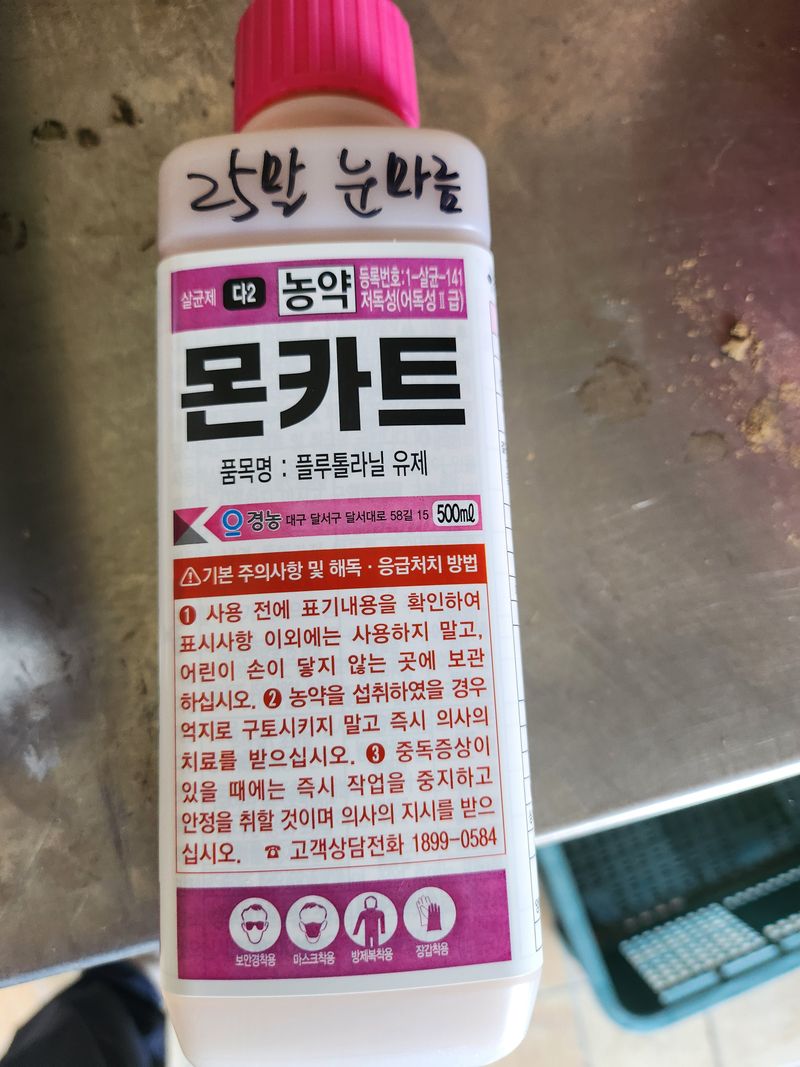 25말 눈마름
살균제 다2 농약 등록번호:1-살균-141
저독성(어독성Ⅱ급)
몬카트
품목명 : 플루톨라닐 유제
경농 대구 달서구 달서대로 58길 15 500㎖
기본 주의사항 및 해독·응급처치 방법
❶ 사용 전에 표기내용을 확인하여
표시사항 이외에는 사용하지 말고,
어린이 손이 닿지 않는 곳에 보관
하십시오. ❷ 농약을 섭취하였을 경우
억지로 구토시키지 말고 즉시 의사의
치료를 받으십시오. ❸ 중독증상이
있을 때에는 즉시 작업을 중지하고
안정을 취할 것이며 의사의 지시를 받으
십시오. ☎ 고객상담전화 1899-0584
보안경착용 마스크착용 방제복착용 장갑착용